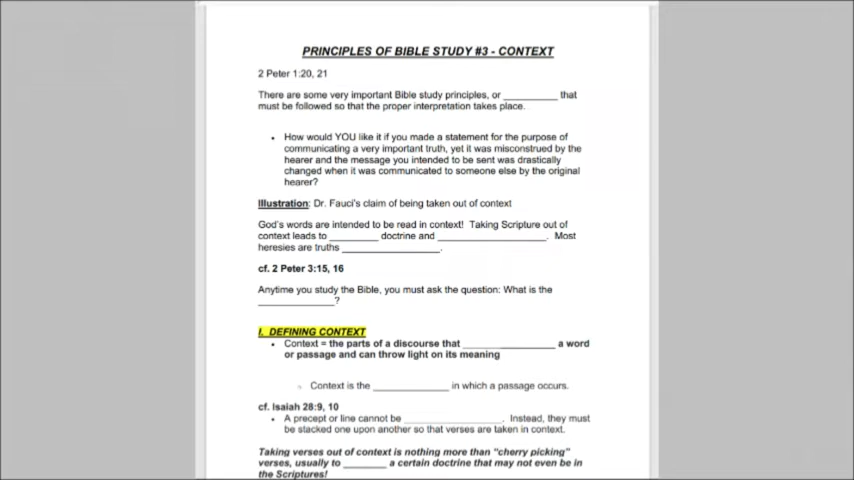 PRINCIPLES OF BIBLE STUDY #3 - CONTEXT
2 Peter 1:20, 21
There are some very important Bible study principles, or __________ that
must be followed so that the proper interpretation takes place.
• How would YOU like it if you made a statement for the purpose of
communicating a very important truth, yet it was misconstrued by the
hearer and the message you intended to be sent was drastically
changed when it was communicated to someone else by the original
hearer?
Illustration: Dr. Fauci's claim of being taken out of context
God's words are intended to be read in context! Taking Scripture out of
context leads to _________ doctrine and ____________________. Most
heresies are truths __________________.
cf. 2 Peter 3:15, 16
Anytime you study the Bible, you must ask the question: What is the
______________?
I. DEFINING CONTEXT
• Context = the parts of a discourse that _________________ a word
or passage and can throw light on its meaning
○ Context is the ______________ in which a passage occurs.
cf. Isaiah 28:9, 10
• A precept or line cannot be __________________. Instead, they must
be stacked one upon another so that verses are taken in context.
Taking verses out of context is nothing more than "cherry picking"
verses, usually to ________ a certain doctrine that may not even be in
the Scriptures!